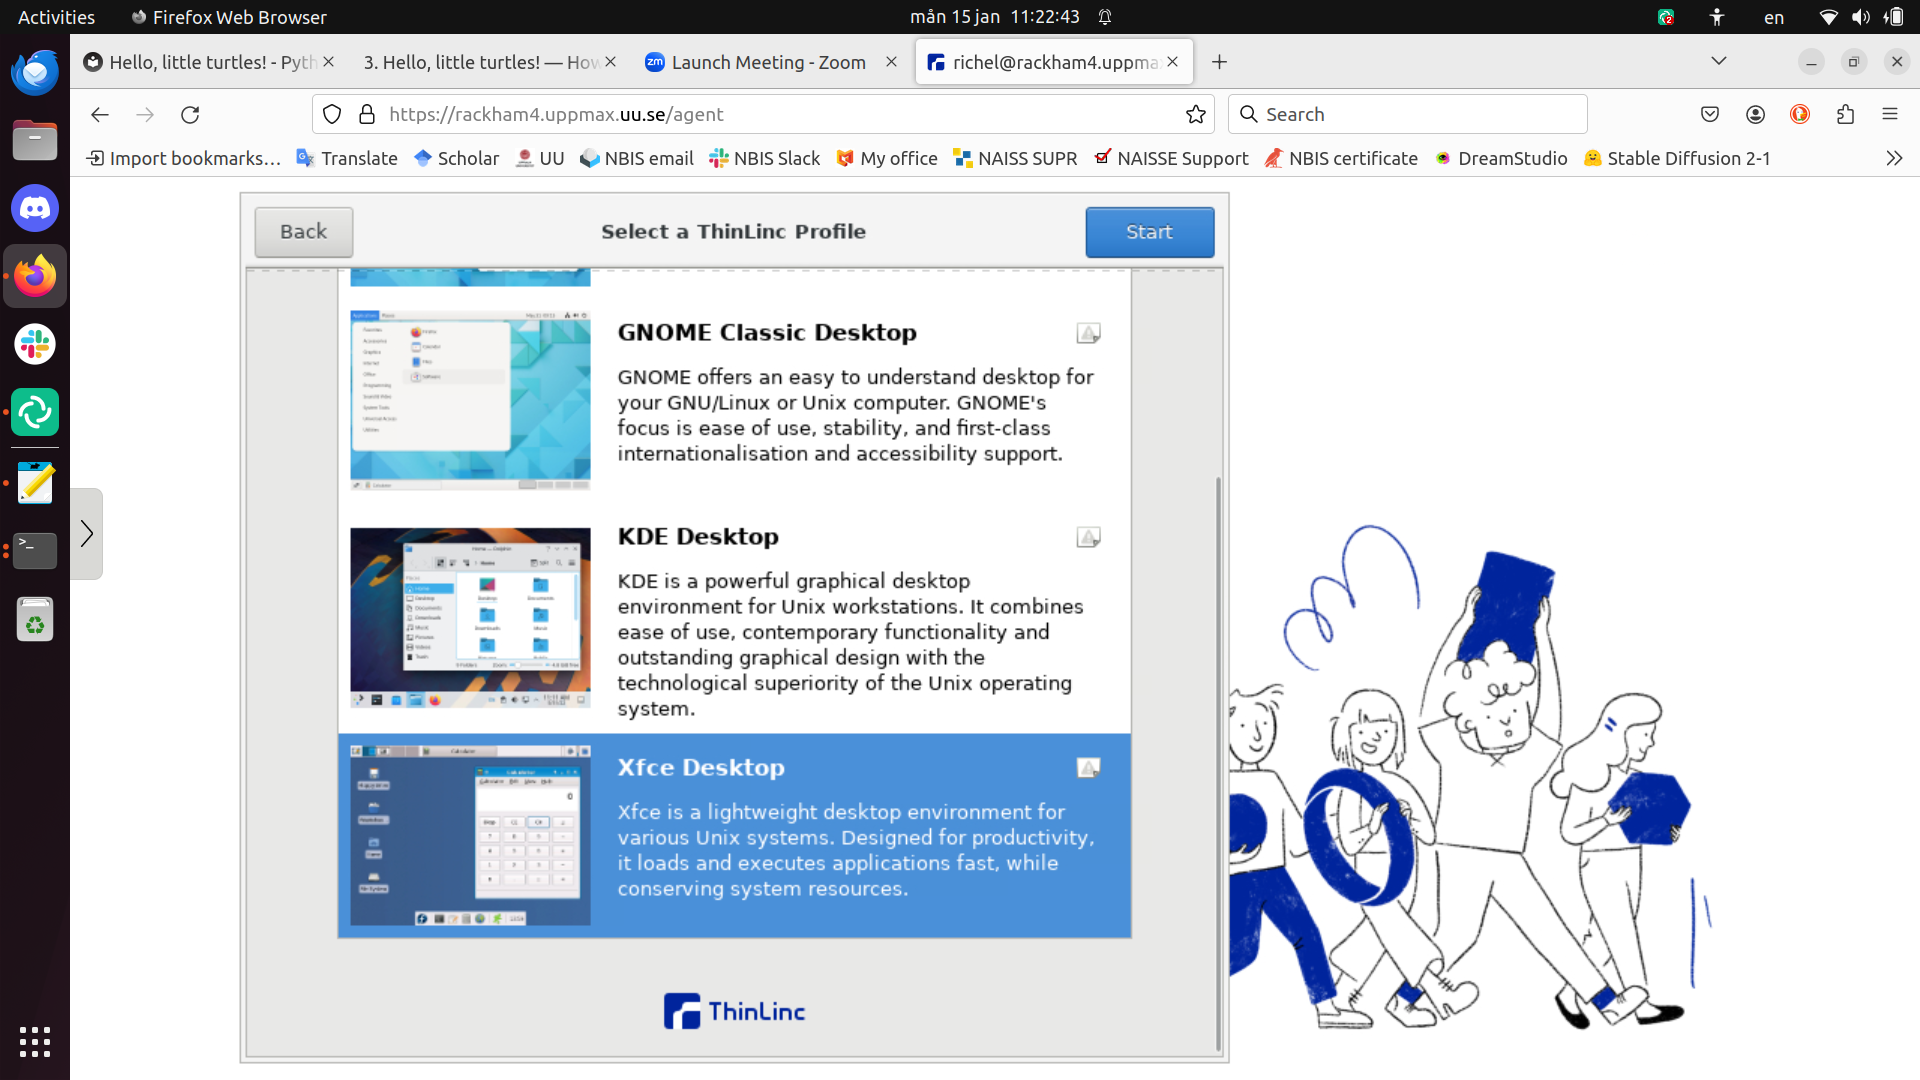 Activities
Firefox Web Browser
mån 15 jan 11:22:43
2
en
Hello, little turtles! - Pyth
3. Hello, little turtles! — How
zm
Launch Meeting - Zoom
richel@rackham4.uppma
https://rackham4.uppmax.uu.se/agent
Search
Import bookmarks...
Translate
Scholar
UU
NBIS email
NBIS Slack
My office
NAISS SUPR
NAISSE Support
NBIS certificate
DreamStudio
Stable Diffusion 2-1
Back
Select a ThinLinc Profile
Start
GNOME Classic Desktop
GNOME offers an easy to understand desktop for
your GNU/Linux or Unix computer. GNOME's
focus is ease of use, stability, and first-class
internationalisation and accessibility support.
KDE Desktop
KDE is a powerful graphical desktop
environment for Unix workstations. It combines
ease of use, contemporary functionality and
outstanding graphical design with the
technological superiority of the Unix operating
system.
Xfce Desktop
Xfce is a lightweight desktop environment for
various Unix systems. Designed for productivity,
it loads and executes applications fast, while
conserving system resources.
ThinLinc